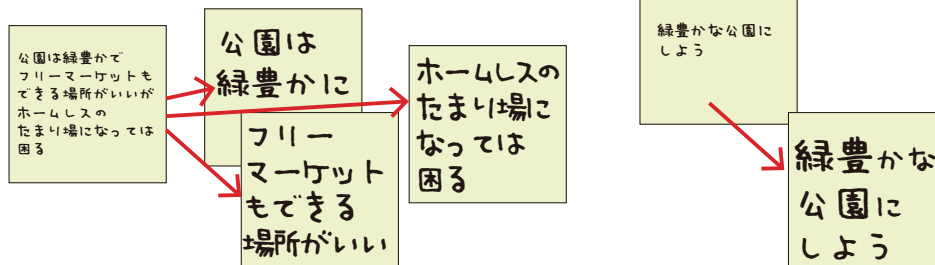 公園は緑豊かで
フリーマーケットも
できる場所がいいが
ホームレスの
たまり場になっては
困る
公園は
緑豊かに
フリー
マーケット
もできる
場所がいい
ホームレスの
たまり場に
なっては
困る
緑豊かな公園に
しよう
緑豊かな
公園に
しよう